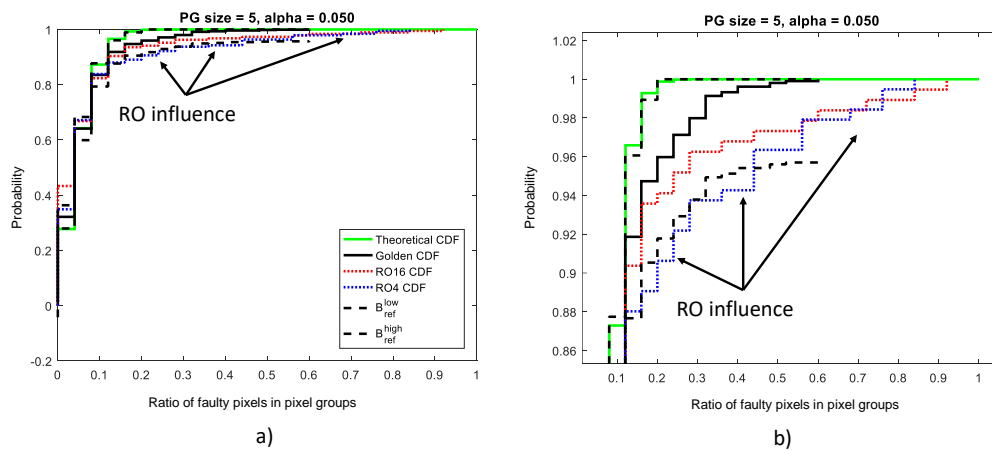 PG size = 5, alpha = 0.050
Probability
1
0.8
0.6
0.4
0.2
0
-0.2
RO influence
Theoretical CDF
Golden CDF
RO16 CDF
RO4 CDF
B_ref^low
B_ref^high
0 0.1 0.2 0.3 0.4 0.5 0.6 0.7 0.8 0.9 1
Ratio of faulty pixels in pixel groups
a)
PG size = 5, alpha = 0.050
Probability
1.02
1
0.98
0.96
0.94
0.92
0.9
0.88
0.86
RO influence
0.1 0.2 0.3 0.4 0.5 0.6 0.7 0.8 0.9 1
Ratio of faulty pixels in pixel groups
b)